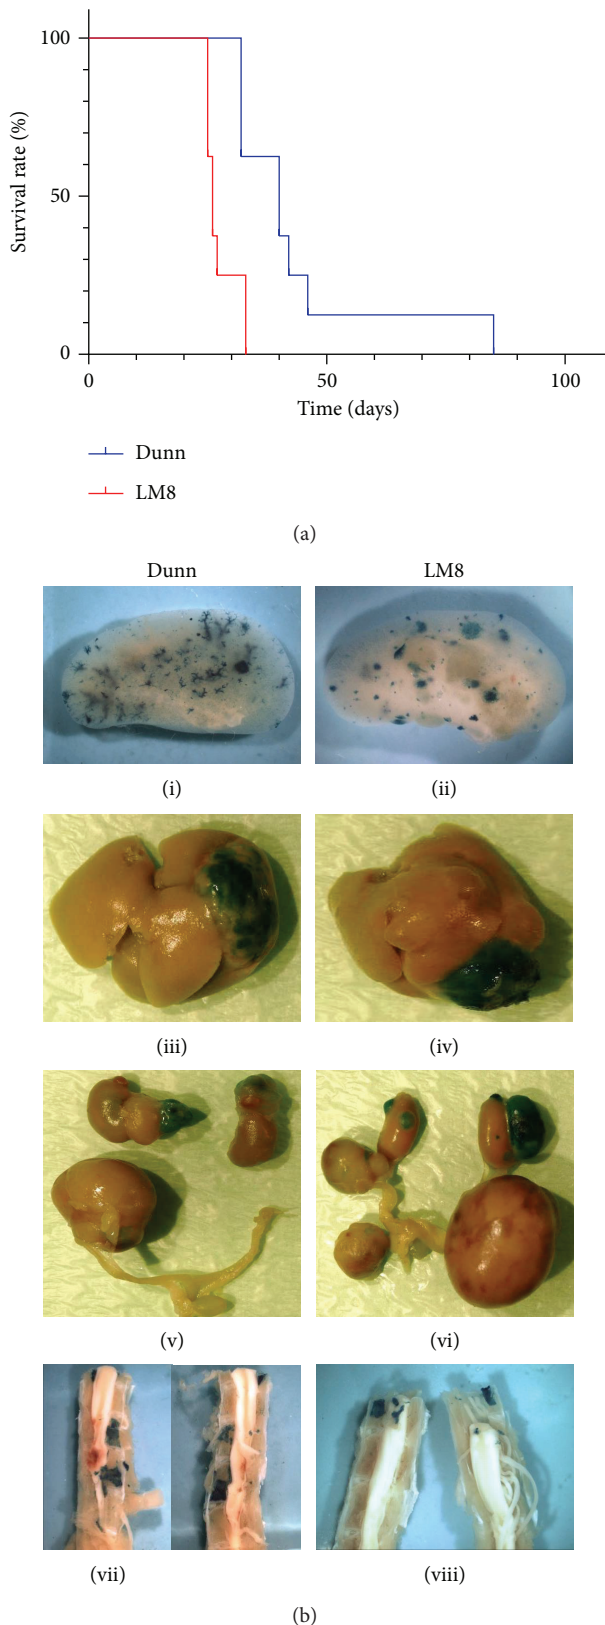 100
50
0
Survival rate (%)
0
50
100
Time (days)
Dunn
LM8
(a)
Dunn
LM8
(i)
(ii)
(iii)
(iv)
(v)
(vi)
(vii)
(viii)
(b)